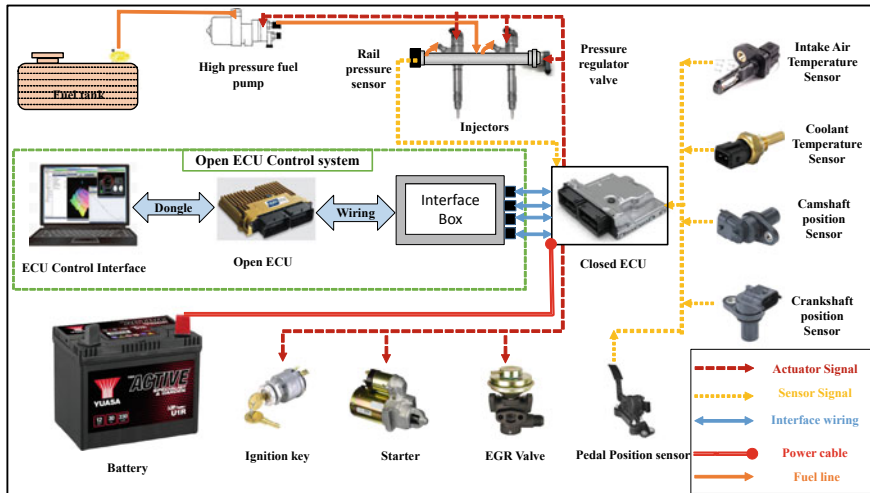 Fuel tank
High pressure fuel
pump
Rail
pressure
sensor
Injectors
Pressure
regulator
valve
Intake Air
Temperature
Sensor
Coolant
Temperature
Sensor
Camshaft
position
Sensor
Crankshaft
position
Sensor
Open ECU Control system
Dongle
Wiring
Interface
Box
ECU Control Interface
Open ECU
Closed ECU
YUASA
ACTIVE
U1R
Battery
Ignition key
Starter
EGR Valve
Pedal Position sensor
Actuator Signal
Sensor Signal
Interface wiring
Power cable
Fuel line